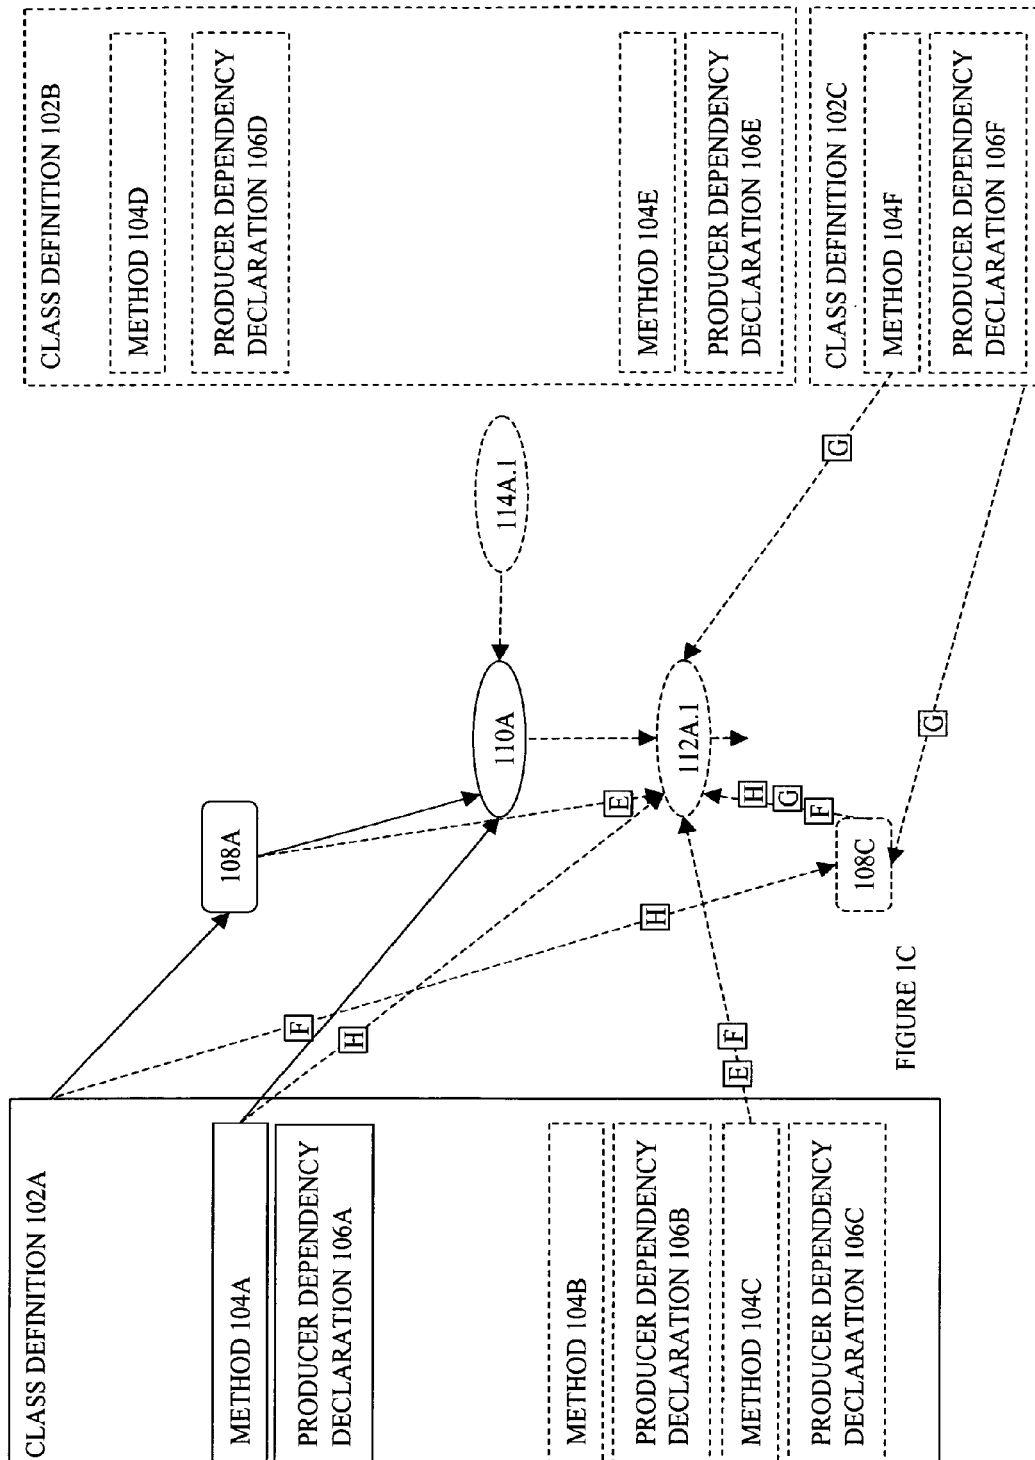 CLASS DEFINITION 102A
METHOD 104A
PRODUCER DEPENDENCY
DECLARATION 106A
METHOD 104B
PRODUCER DEPENDENCY
DECLARATION 106B
METHOD 104C
PRODUCER DEPENDENCY
DECLARATION 106C
108A
110A
114A.1
112A.1
108C
F
H
H
E
E
F
F
G
H
G
G
CLASS DEFINITION 102B
METHOD 104D
PRODUCER DEPENDENCY
DECLARATION 106D
METHOD 104E
PRODUCER DEPENDENCY
DECLARATION 106E
CLASS DEFINITION 102C
METHOD 104F
PRODUCER DEPENDENCY
DECLARATION 106F
FIGURE 1C